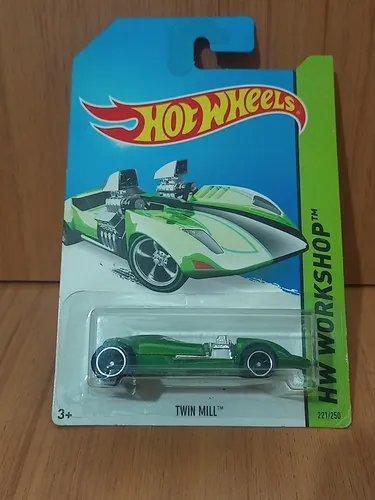 HOT WHEELS
HW WORKSHOP™
3+
TWIN MILL™
221/250